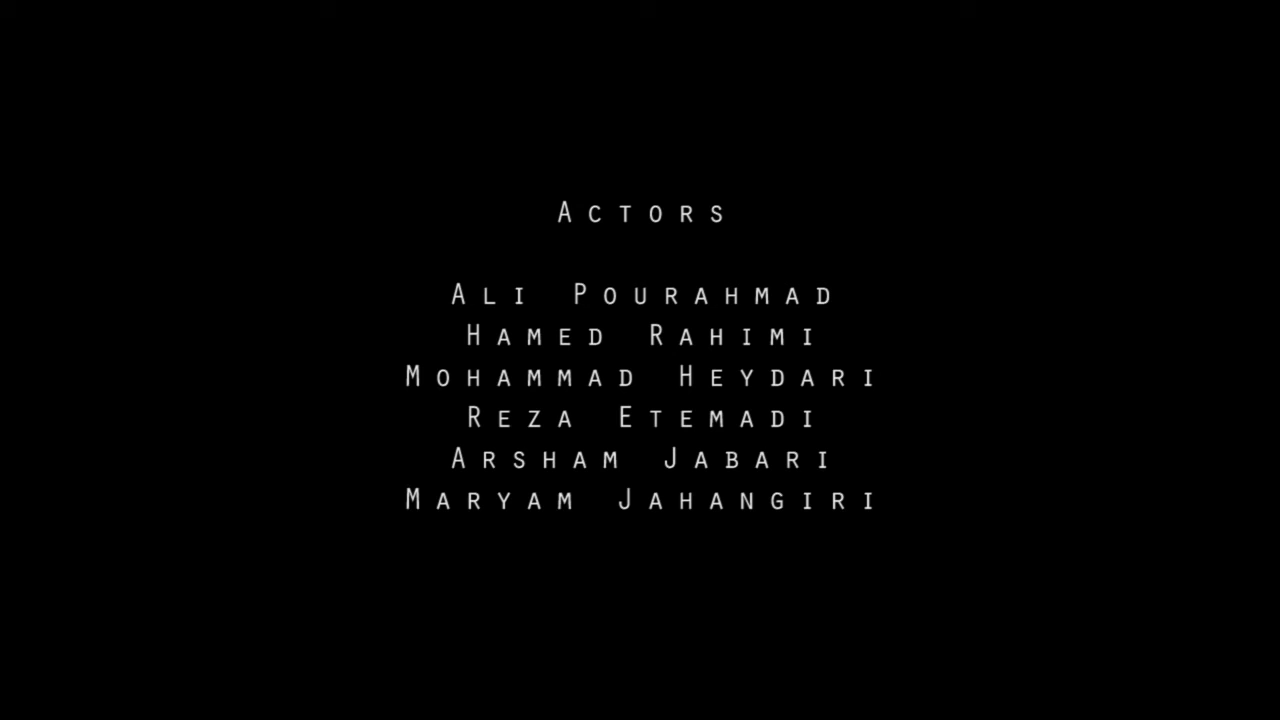 Actors
Ali Pourahmad
Hamed Rahimi
Mohammad Heydari
Reza Etemadi
Arsham Jabari
Maryam Jahangiri